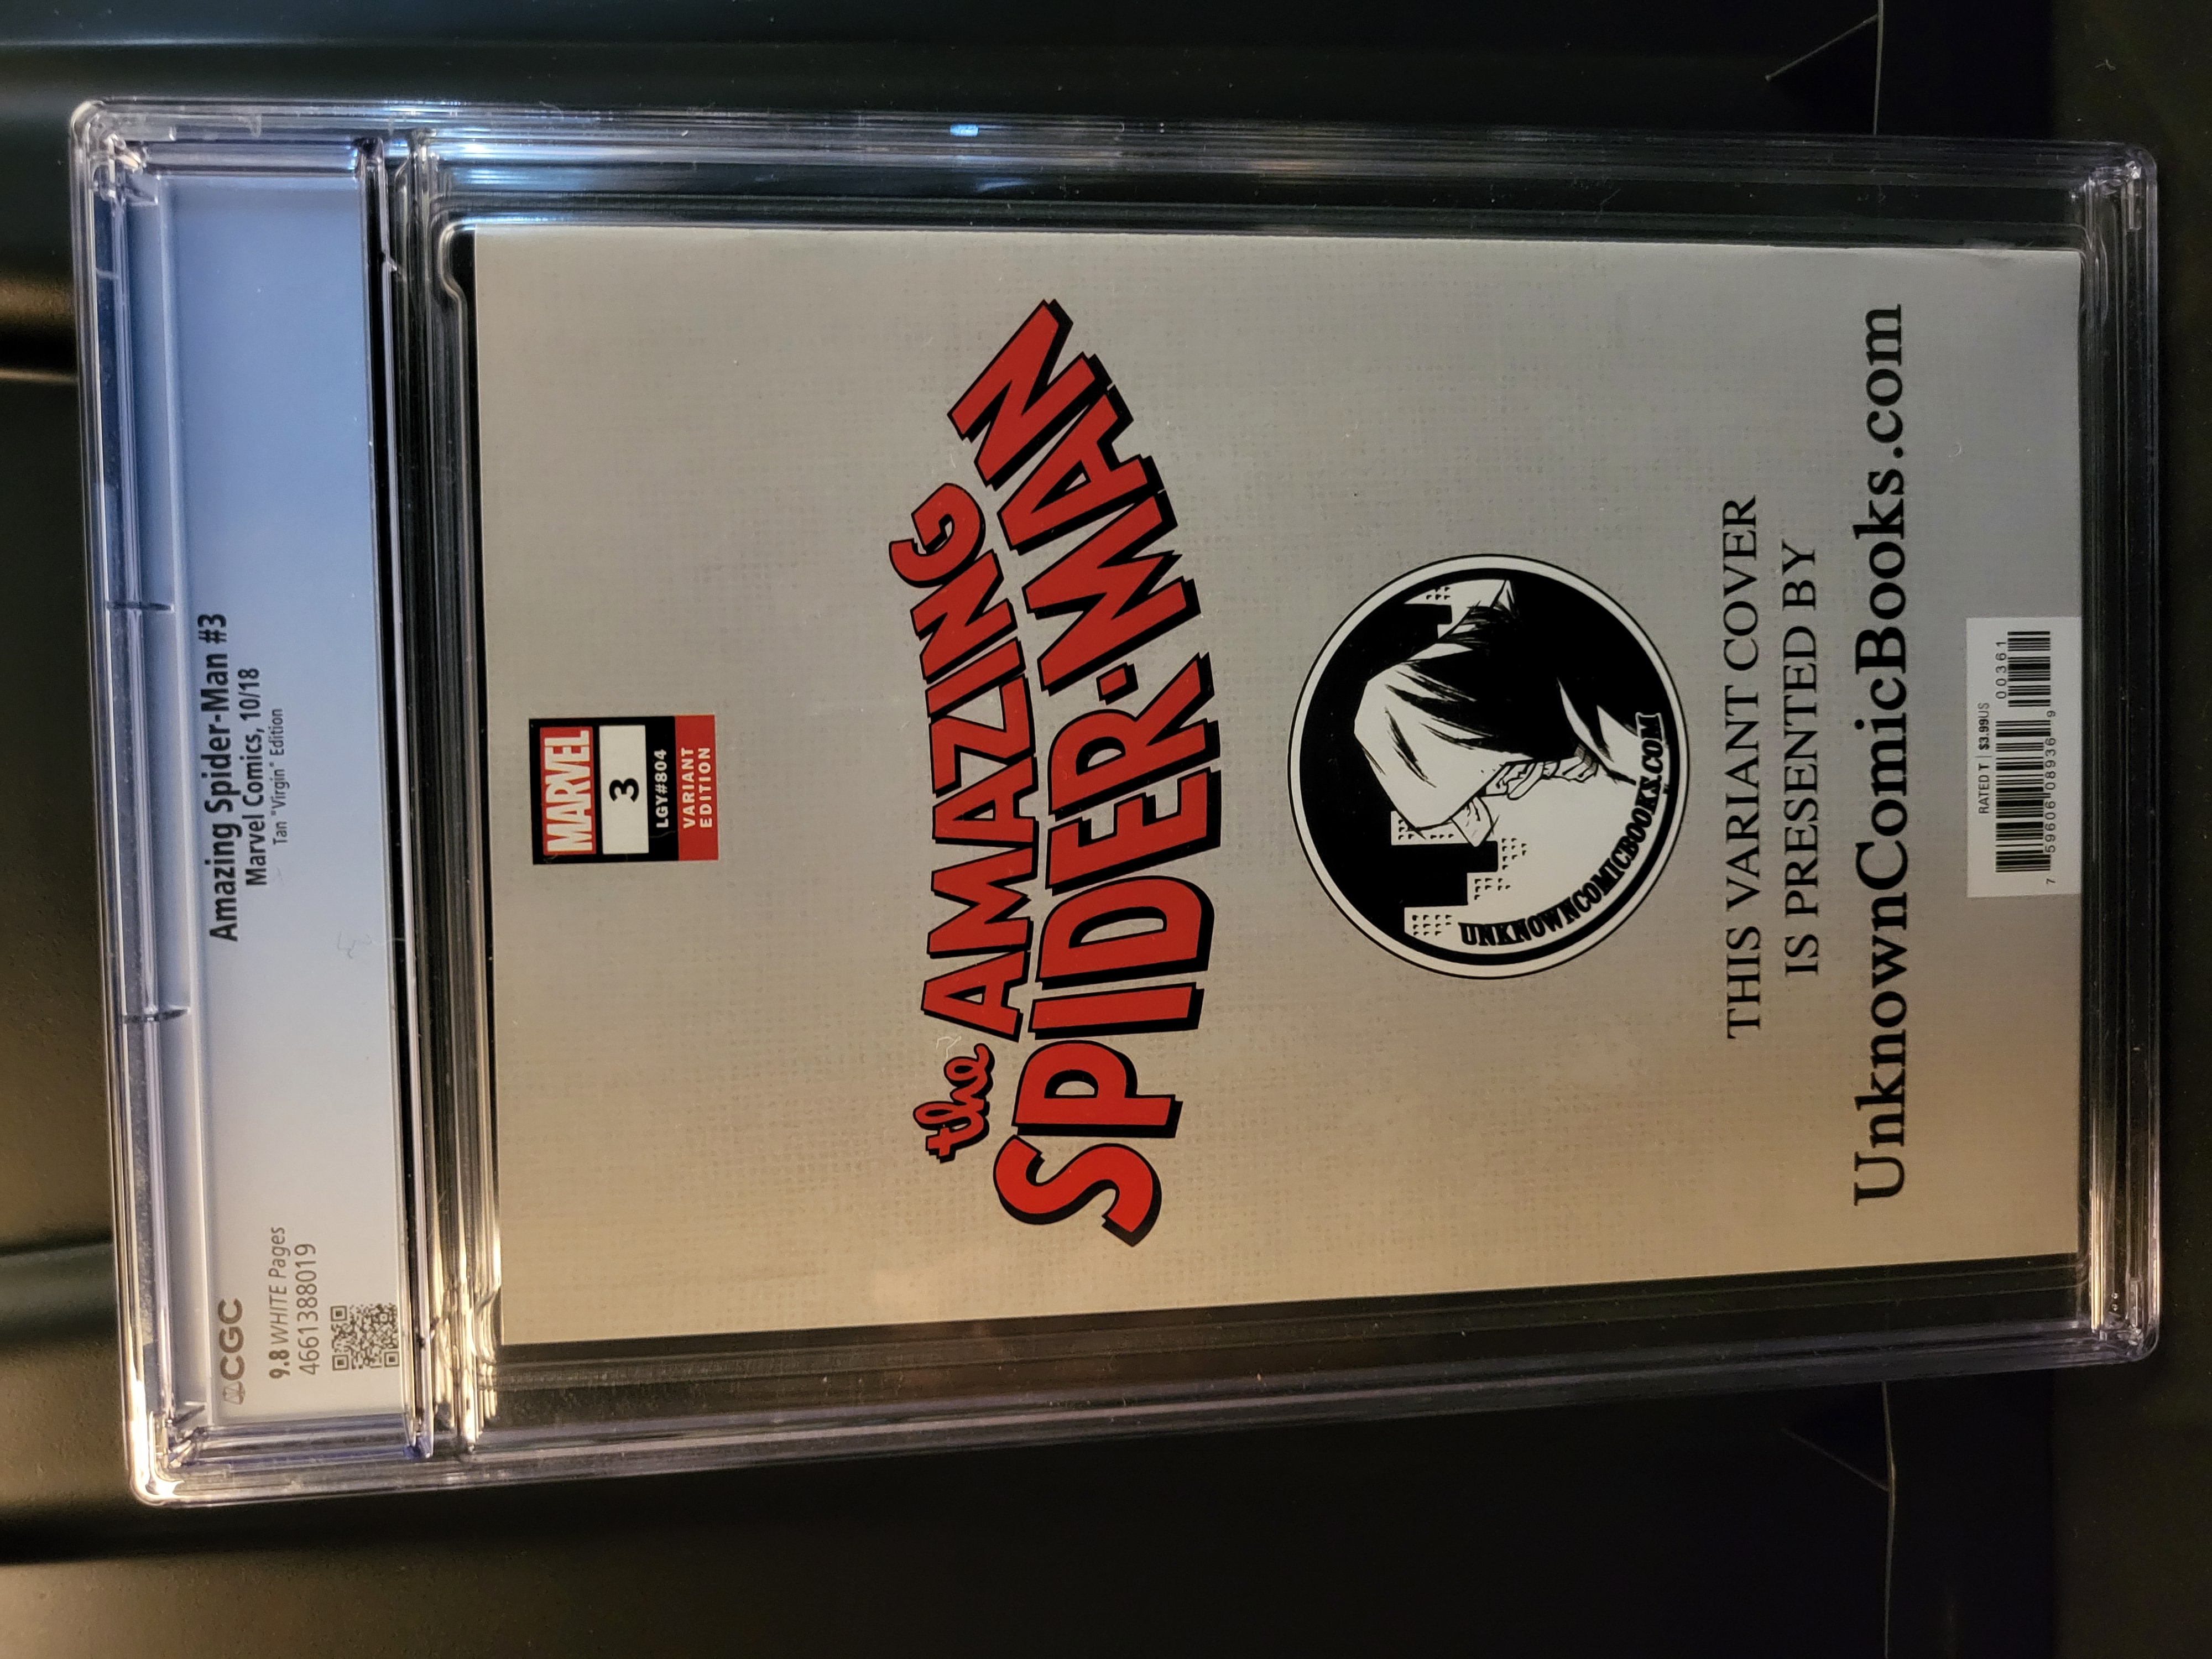 Amazing Spider-Man #3
Marvel Comics, 10/18
Tan "Virgin" Edition
CGC
9.8 WHITE Pages
4661388019
MARVEL
3
LGY#804
VARIANT
EDITION
the AMAZING
SPIDER-MAN
UNKNOWNCOMICBOOKS.COM
THIS VARIANT COVER
IS PRESENTED BY
UnknownComicBooks.com
RATED T | $3.99US
00361
7 59606 08936 9